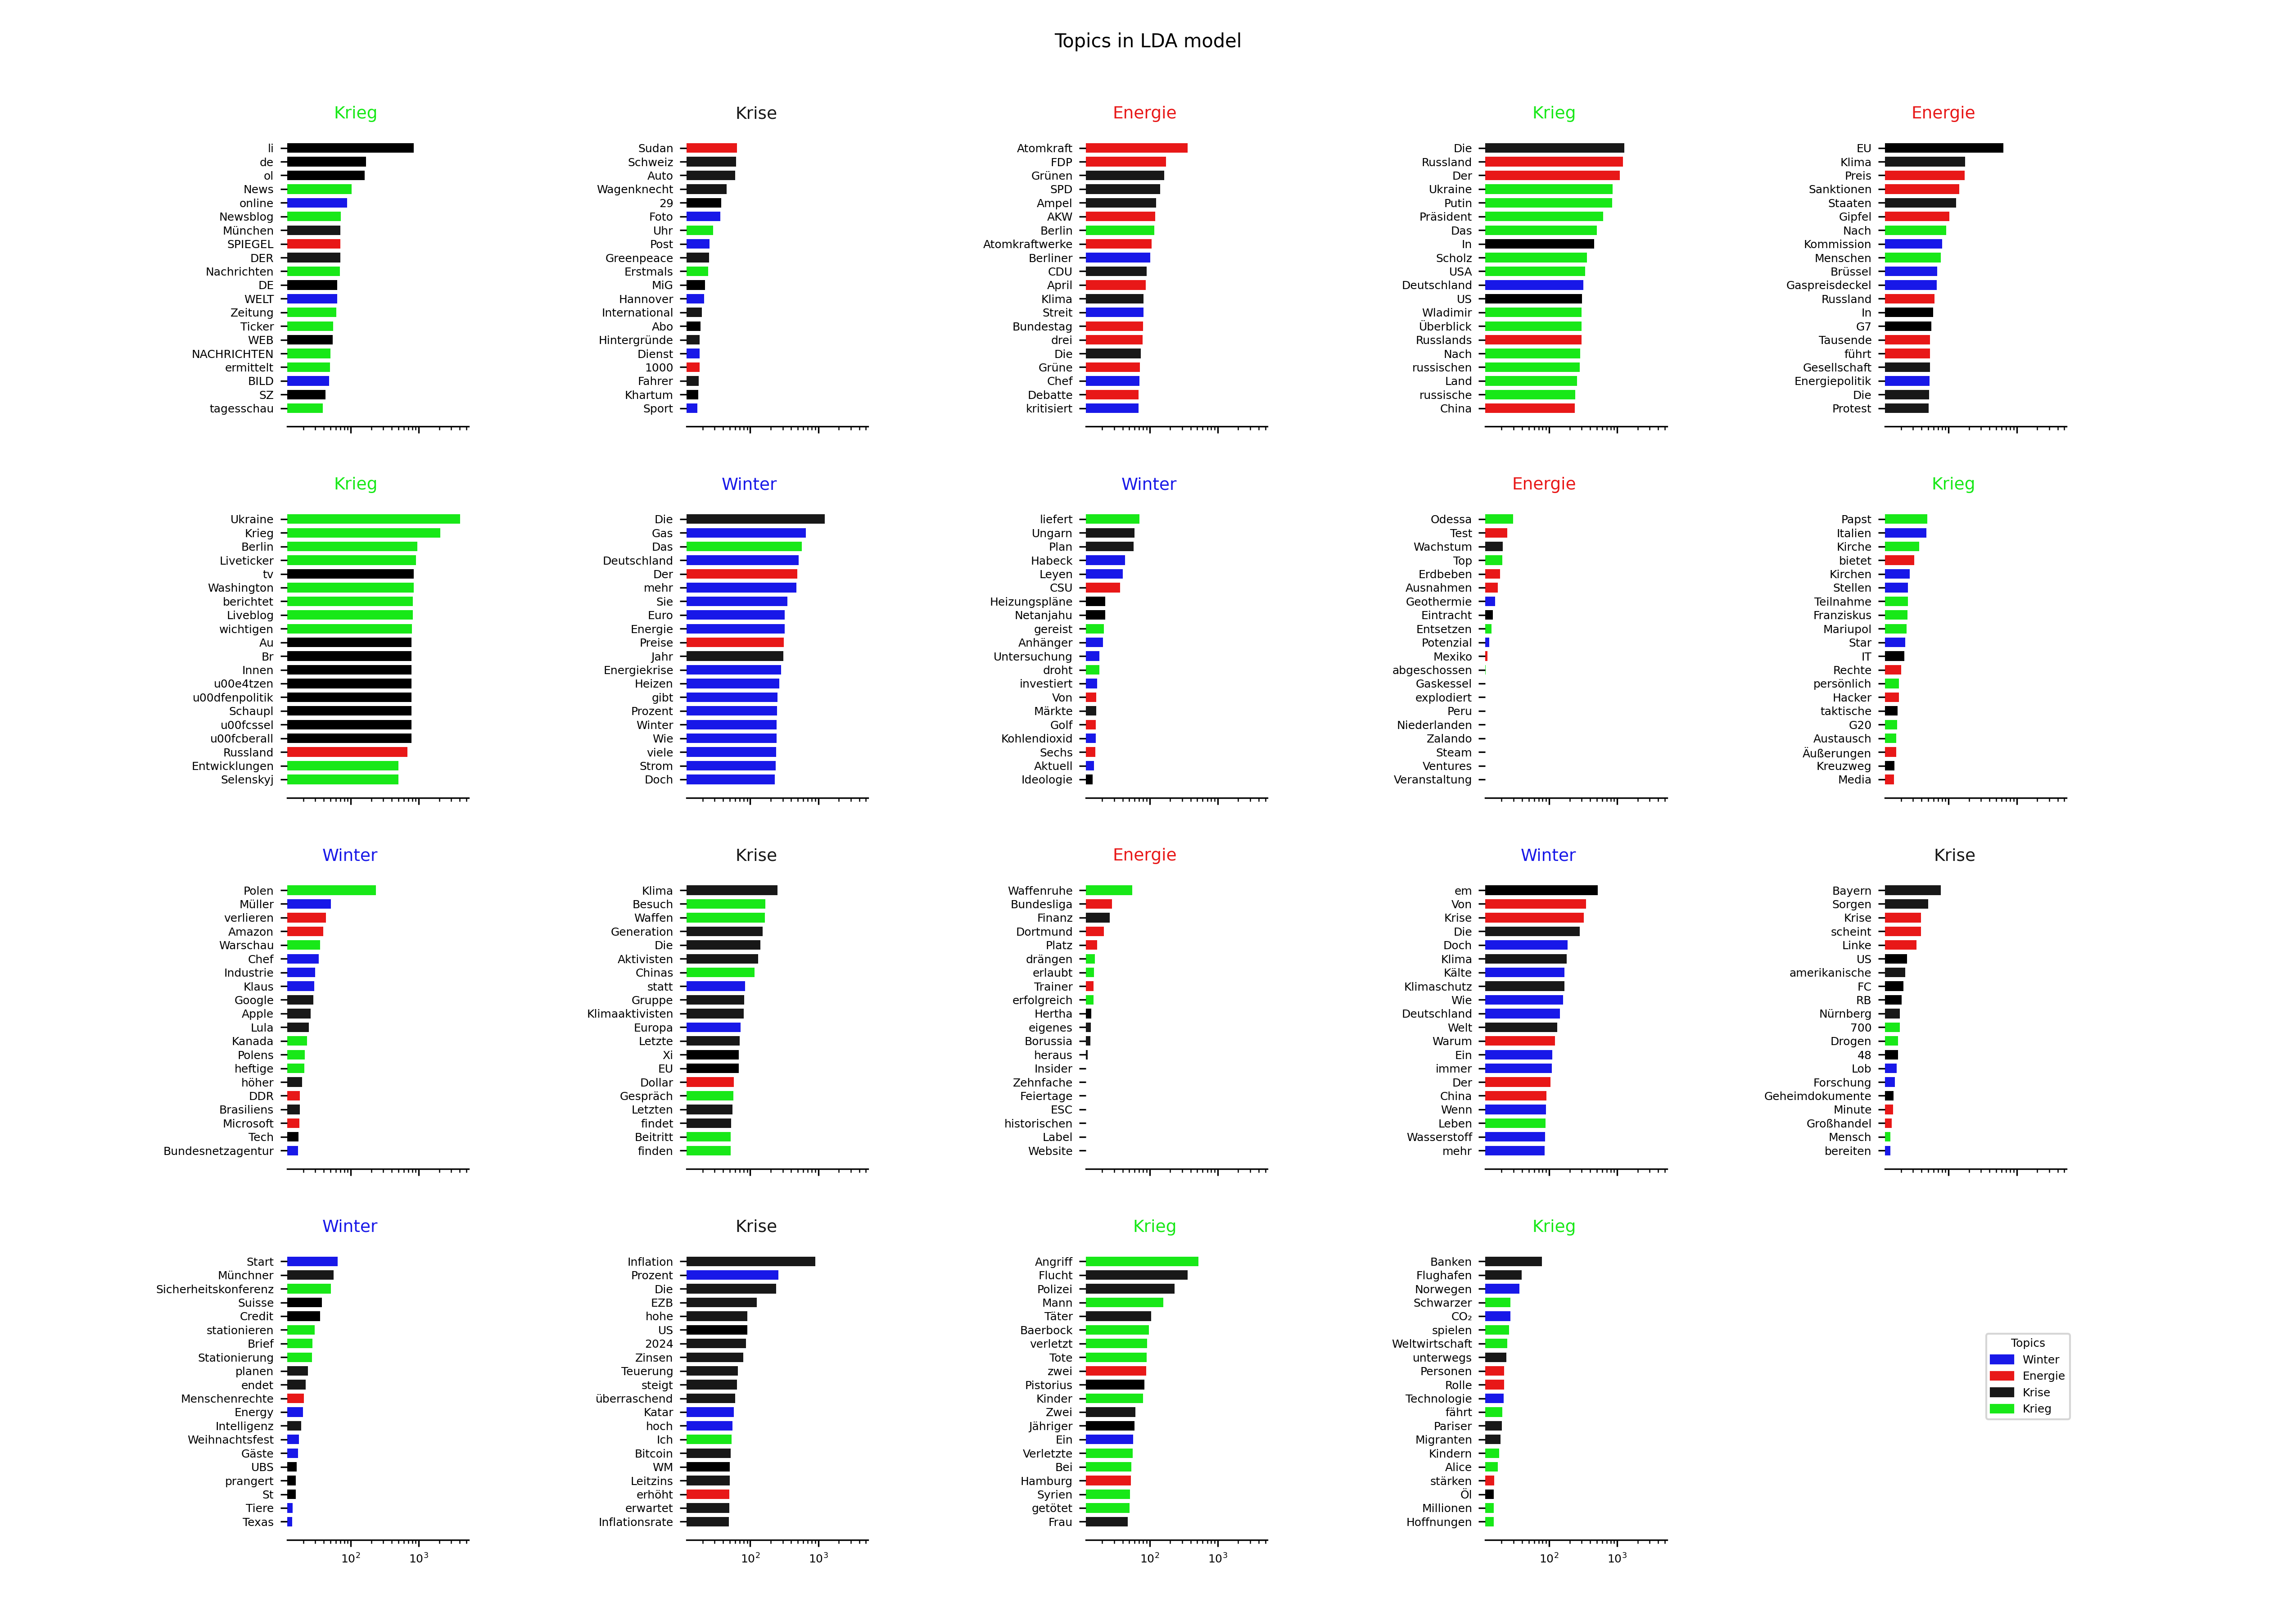 Topics in LDA model
Krieg
li
de
ol
News
online
Newsblog
München
SPIEGEL
DER
Nachrichten
DE
WELT
Zeitung
Ticker
WEB
NACHRICHTEN
ermittelt
BILD
SZ
tagesschau
Krise
Sudan
Schweiz
Auto
Wagenknecht
29
Foto
Uhr
Post
Greenpeace
Erstmals
MiG
Hannover
International
Abo
Hintergründe
Dienst
1000
Fahrer
Khartum
Sport
Energie
Atomkraft
FDP
Grünen
SPD
Ampel
AKW
Berlin
Atomkraftwerke
Berliner
CDU
April
Klima
Streit
Bundestag
drei
Die
Grüne
Chef
Debatte
kritisiert
Krieg
Die
Russland
Der
Ukraine
Putin
Präsident
Das
In
Scholz
USA
Deutschland
US
Wladimir
Überblick
Russlands
Nach
russischen
Land
russische
China
Energie
EU
Klima
Preis
Sanktionen
Staaten
Gipfel
Nach
Kommission
Menschen
Brüssel
Gaspreisdeckel
Russland
In
G7
Tausende
führt
Gesellschaft
Energiepolitik
Die
Protest
Krieg
Ukraine
Krieg
Berlin
Liveticker
tv
Washington
berichtet
Liveblog
wichtigen
Au
Br
Innen
u00e4tzen
u00dfenpolitik
Schaupl
u00fcssel
u00fcberall
Russland
Entwicklungen
Selenskyj
Winter
Die
Gas
Das
Deutschland
Der
mehr
Sie
Euro
Energie
Preise
Jahr
Energiekrise
Heizen
gibt
Prozent
Winter
Wie
viele
Strom
Doch
Winter
liefert
Ungarn
Plan
Habeck
Leyen
CSU
Heizungspläne
Netanjahu
gereist
Anhänger
Untersuchung
droht
investiert
Von
Märkte
Golf
Kohlendioxid
Sechs
Aktuell
Ideologie
Energie
Odessa
Test
Wachstum
Top
Erdbeben
Ausnahmen
Geothermie
Eintracht
Entsetzen
Potenzial
Mexiko
abgeschossen
Gaskessel
explodiert
Peru
Niederlanden
Zalando
Steam
Ventures
Veranstaltung
Krieg
Papst
Italien
Kirche
bietet
Kirchen
Stellen
Teilnahme
Franziskus
Mariupol
Star
IT
Rechte
persönlich
Hacker
taktische
G20
Austausch
Äußerungen
Kreuzweg
Media
Winter
Polen
Müller
verlieren
Amazon
Warschau
Chef
Industrie
Klaus
Google
Apple
Lula
Kanada
Polens
heftige
höher
DDR
Brasiliens
Microsoft
Tech
Bundesnetzagentur
Krise
Klima
Besuch
Waffen
Generation
Die
Aktivisten
Chinas
statt
Gruppe
Klimaaktivisten
Europa
Letzte
Xi
EU
Dollar
Gespräch
Letzten
findet
Beitritt
finden
Energie
Waffenruhe
Bundesliga
Finanz
Dortmund
Platz
drängen
erlaubt
Trainer
erfolgreich
Hertha
eigenes
Borussia
heraus
Insider
Zehnfache
Feiertage
ESC
historischen
Label
Website
Winter
em
Von
Krise
Die
Doch
Klima
Kälte
Klimaschutz
Wie
Deutschland
Welt
Warum
Ein
immer
Der
China
Wenn
Leben
Wasserstoff
mehr
Krise
Bayern
Sorgen
Krise
scheint
Linke
US
amerikanische
FC
RB
Nürnberg
700
Drogen
48
Lob
Forschung
Geheimdokumente
Minute
Großhandel
Mensch
bereiten
Winter
Start
Münchner
Sicherheitskonferenz
Suisse
Credit
stationieren
Brief
Stationierung
planen
endet
Menschenrechte
Energy
Intelligenz
Weihnachtsfest
Gäste
UBS
prangert
St
Tiere
Texas
10²
10³
Krise
Inflation
Prozent
Die
EZB
hohe
US
2024
Zinsen
Teuerung
steigt
überraschend
Katar
hoch
Ich
Bitcoin
WM
Leitzins
erhöht
erwartet
Inflationsrate
10²
10³
Krieg
Angriff
Flucht
Polizei
Mann
Täter
Baerbock
verletzt
Tote
zwei
Pistorius
Kinder
Zwei
Jähriger
Ein
Verletzte
Bei
Hamburg
Syrien
getötet
Frau
10²
10³
Krieg
Banken
Flughafen
Norwegen
Schwarzer
CO₂
spielen
Weltwirtschaft
unterwegs
Personen
Rolle
Technologie
fährt
Pariser
Migranten
Kindern
Alice
stärken
Öl
Millionen
Hoffnungen
10²
10³
Topics
Winter
Energie
Krise
Krieg